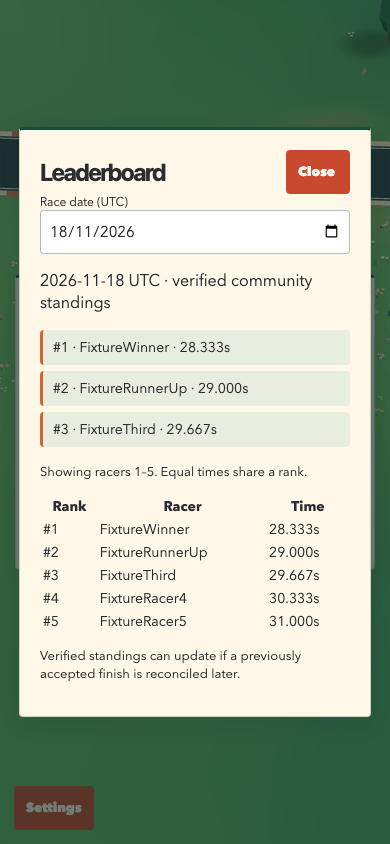 Leaderboard
Close
Race date (UTC)
18/11/2026
2026-11-18 UTC · verified community
standings
#1 · FixtureWinner · 28.333s
#2 · FixtureRunnerUp · 29.000s
#3 · FixtureThird · 29.667s
Showing racers 1–5. Equal times share a rank.
Rank Racer Time
#1 FixtureWinner 28.333s
#2 FixtureRunnerUp 29.000s
#3 FixtureThird 29.667s
#4 FixtureRacer4 30.333s
#5 FixtureRacer5 31.000s
Verified standings can update if a previously
accepted finish is reconciled later.
Settings